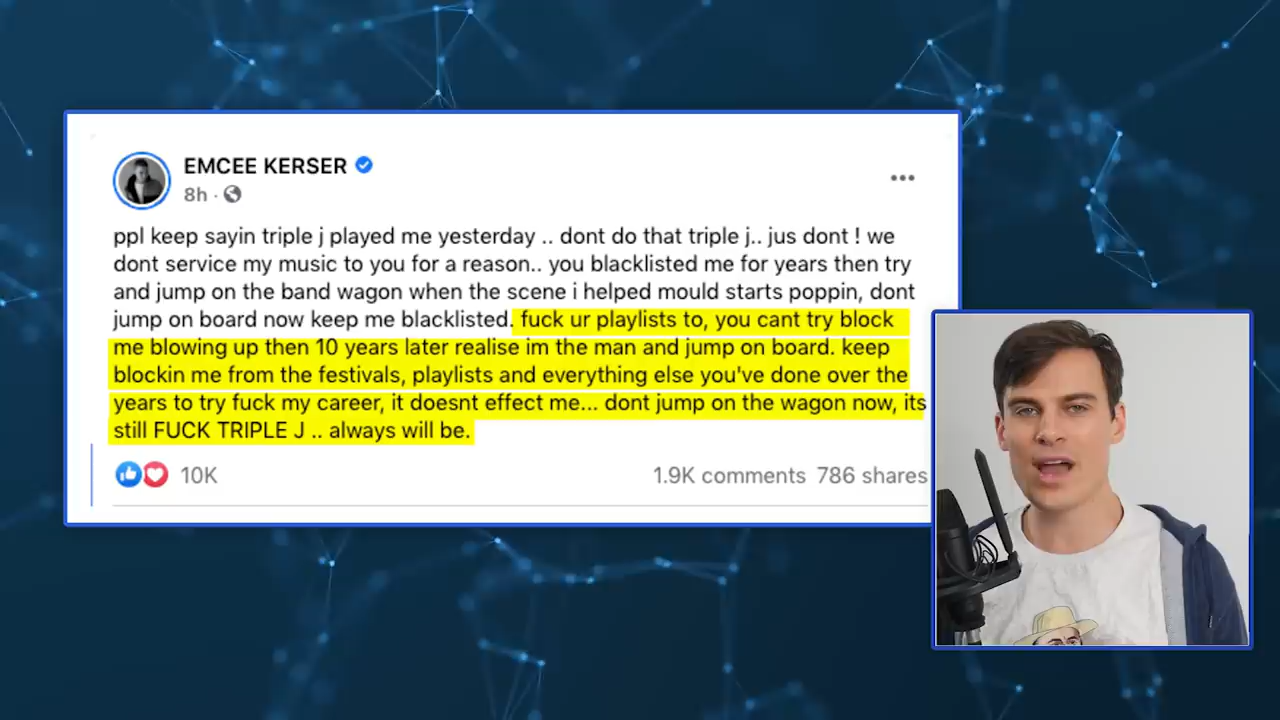 EMCEE KERSER
8h ·
ppl keep sayin triple j played me yesterday .. dont do that triple j.. jus dont ! we
dont service my music to you for a reason.. you blacklisted me for years then try
and jump on the band wagon when the scene i helped mould starts poppin, dont
jump on board now keep me blacklisted. fuck ur playlists to, you cant try block
me blowing up then 10 years later realise im the man and jump on board. keep
blockin me from the festivals, playlists and everything else you've done over the
years to try fuck my career, it doesnt effect me... dont jump on the wagon now, its
still FUCK TRIPLE J .. always will be.
10K
1.9K comments 786 shares